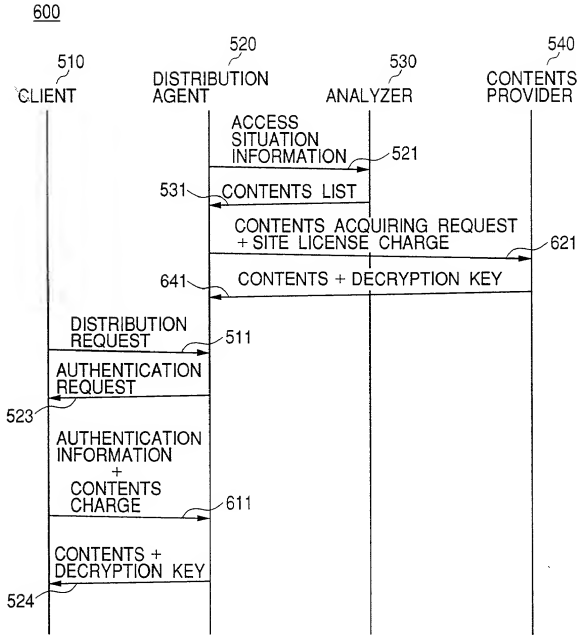 600
510
520
530
540
CLIENT
DISTRIBUTION
AGENT
ANALYZER
CONTENTS
PROVIDER
ACCESS
SITUATION
INFORMATION
521
531
CONTENTS LIST
CONTENTS ACQUIRING REQUEST
+ SITE LICENSE CHARGE
621
641
CONTENTS + DECRYPTION KEY
DISTRIBUTION
REQUEST
511
AUTHENTICATION
REQUEST
523
AUTHENTICATION
INFORMATION
+
CONTENTS
CHARGE
611
CONTENTS +
DECRYPTION KEY
524